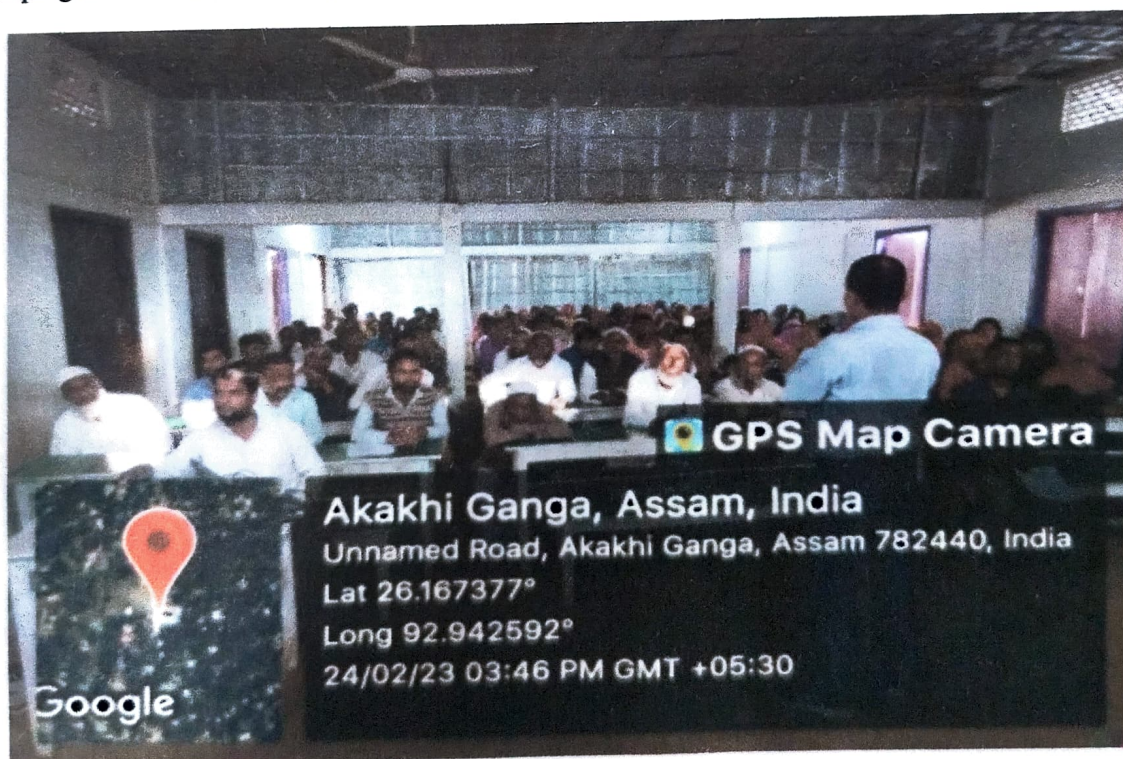 GPS Map Camera
Akakhi Ganga, Assam, India
Unnamed Road, Akakhi Ganga, Assam 782440, India
Lat 26.167377°
Long 92.942592°
24/02/23 03:46 PM GMT +05:30
Google